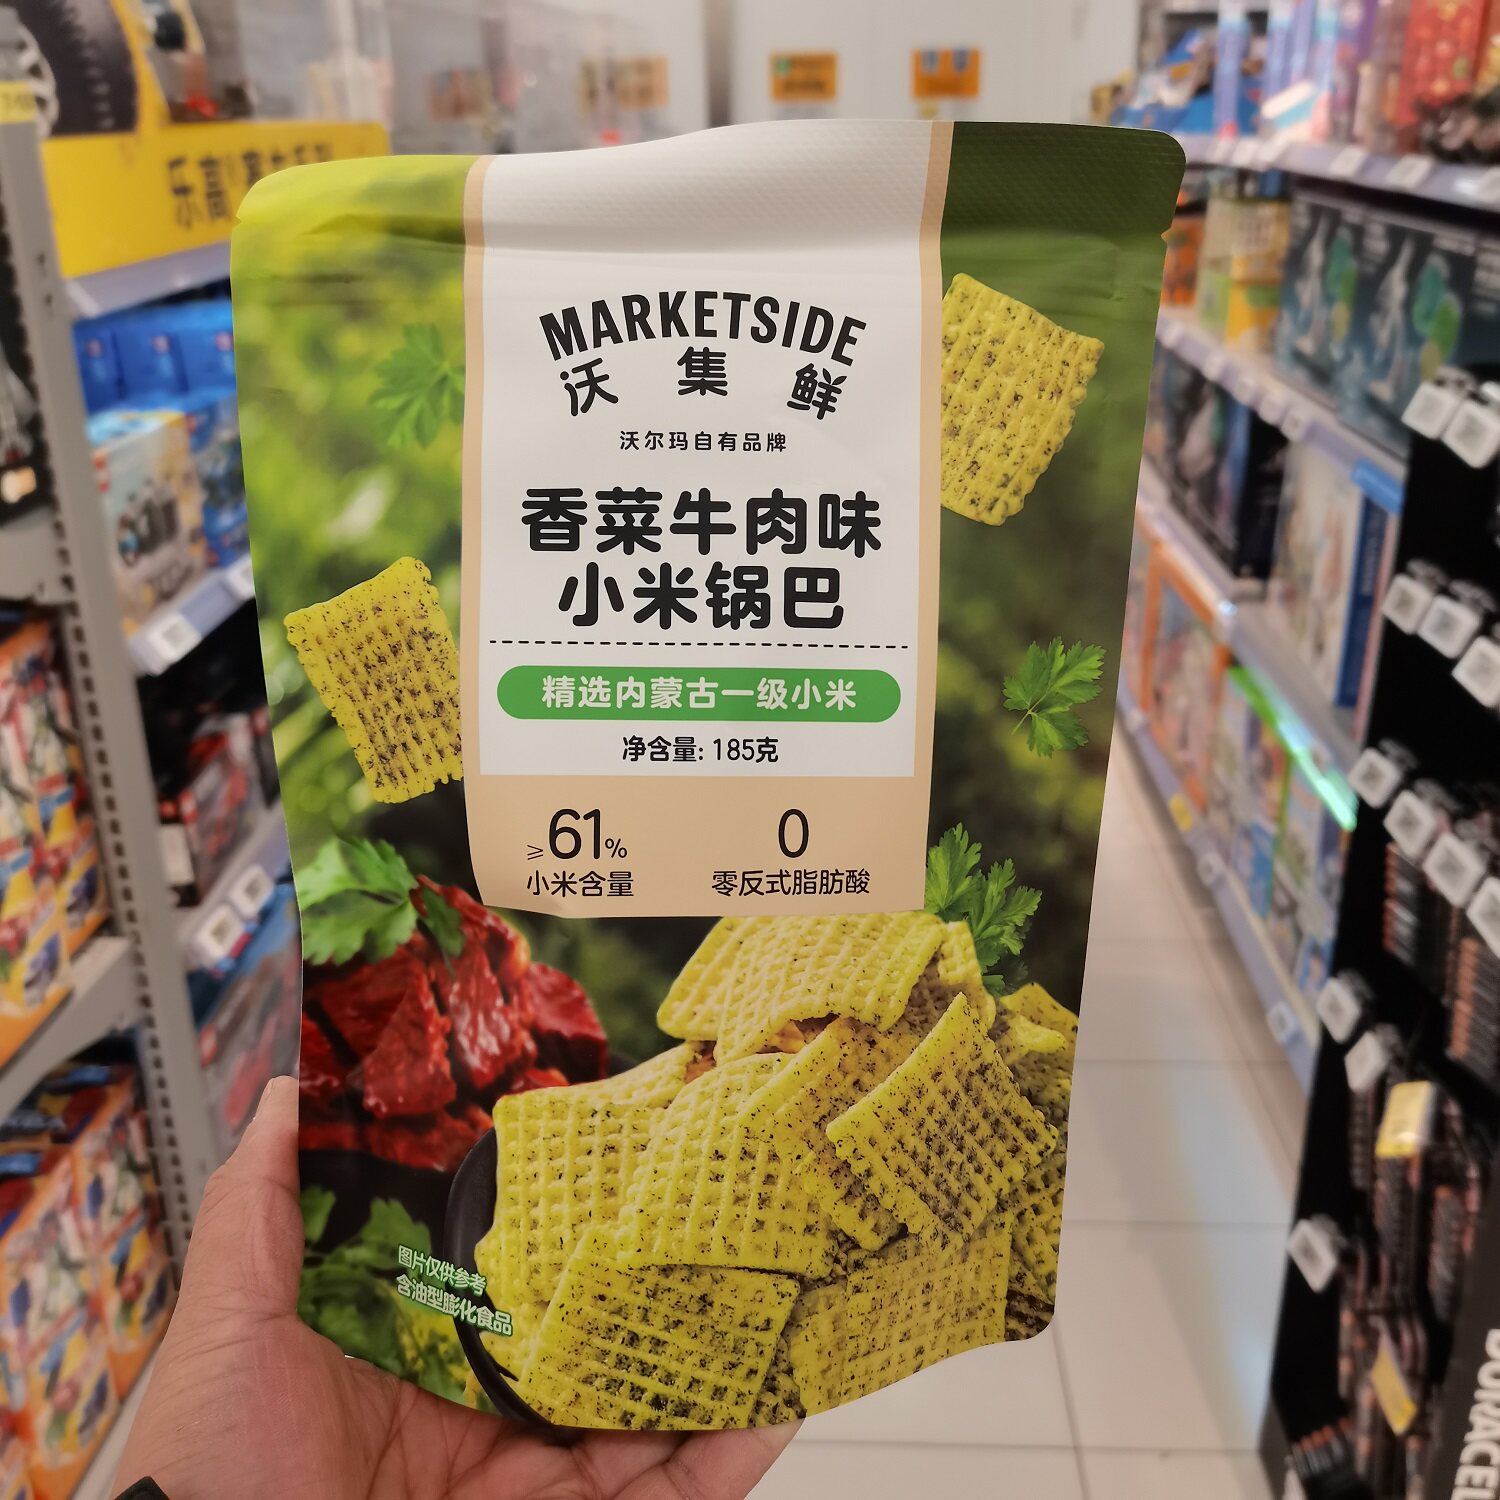 MARKETSIDE
沃集鲜
沃尔玛自有品牌
香菜牛肉味
小米锅巴
精选内蒙古一级小米
净含量: 185克
≥61%
小米含量
0
零反式脂肪酸
图片仅供参考
含油型膨化食品
乐高
DURACEL